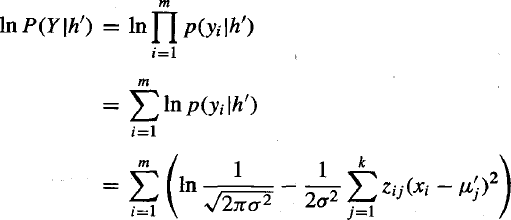 ln P(Y|h′) = ln ∏_{i=1}^{m} p(y_i|h′)
= ∑_{i=1}^{m} ln p(y_i|h′)
= ∑_{i=1}^{m} ( ln 1/√(2πσ²) − 1/(2σ²) ∑_{j=1}^{k} z_{ij}(x_i − μ′_j)² )